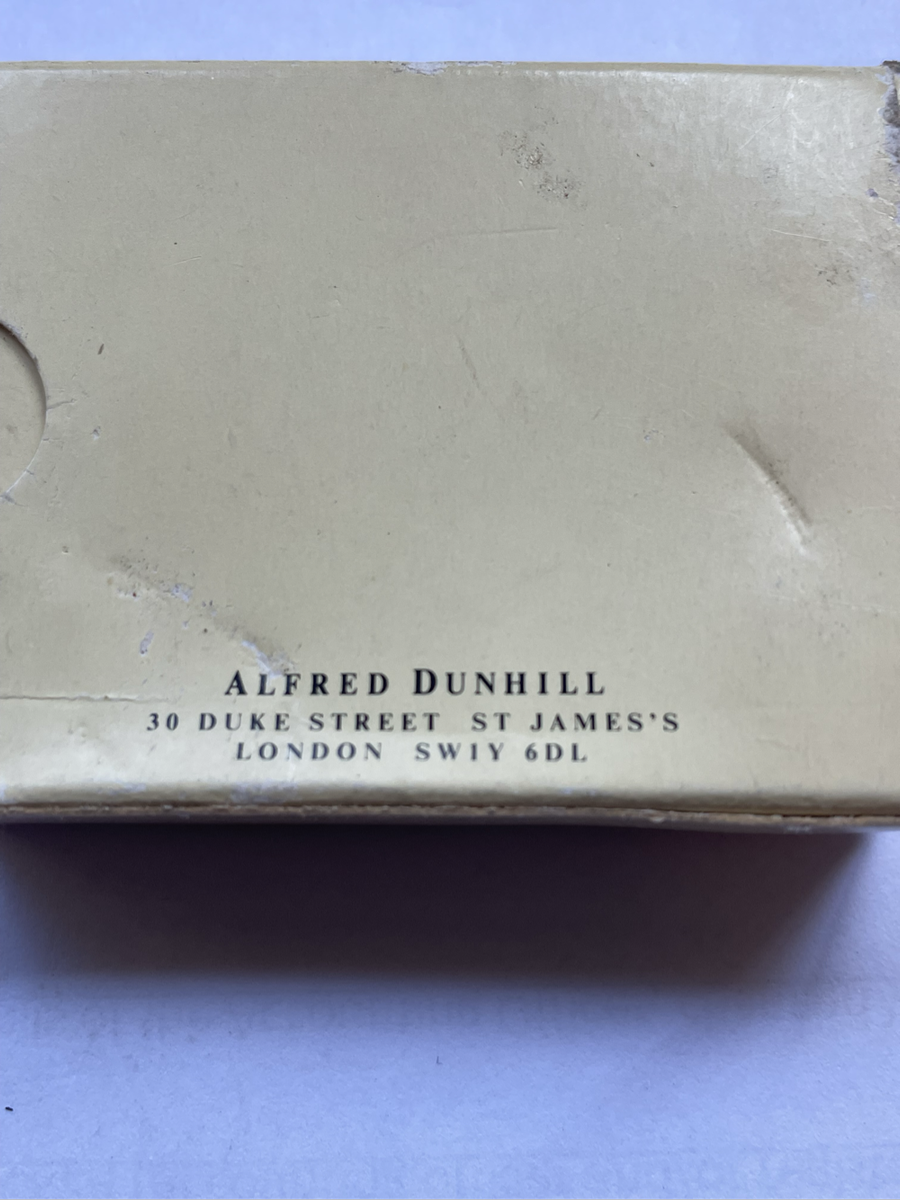 ALFRED DUNHILL
30 DUKE STREET ST JAMES'S
LONDON SW1Y 6DL